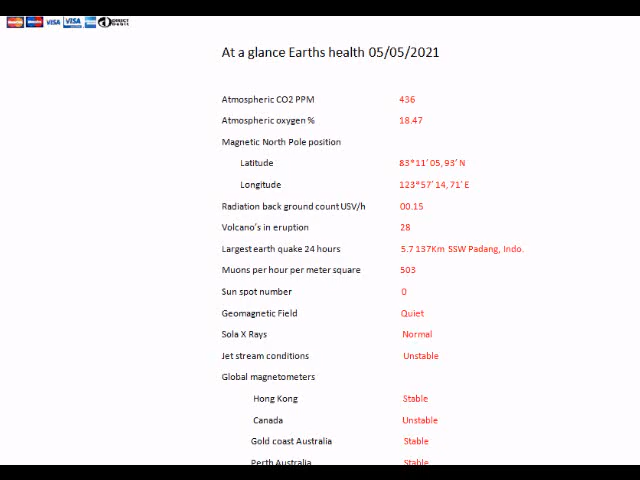 VISA VISA DIRECT Debit
At a glance Earths health 05/05/2021
Atmospheric CO2 PPM 436
Atmospheric oxygen % 18.47
Magnetic North Pole position
Latitude 83°11′ 05, 93′ N
Longitude 123°57′ 14, 71′ E
Radiation back ground count USV/h 00.15
Volcano's in eruption 28
Largest earth quake 24 hours 5.7 137Km SSW Padang, Indo.
Muons per hour per meter square 503
Sun spot number 0
Geomagnetic Field Quiet
Sola X Rays Normal
Jet stream conditions Unstable
Global magnetometers
Hong Kong Stable
Canada Unstable
Gold coast Australia Stable
Perth Australia Stable